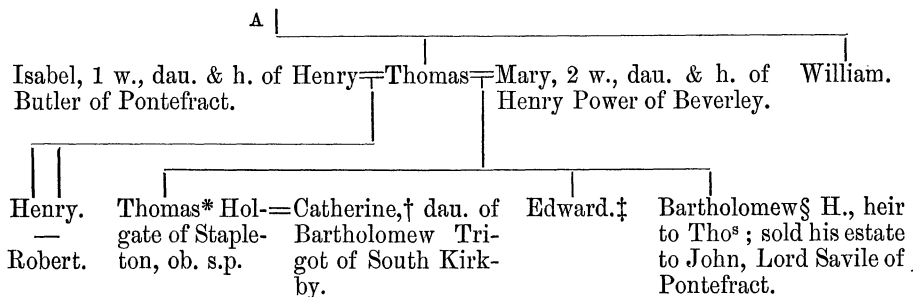 A
Isabel, 1 w., dau. & h. of Henry=Thomas=Mary, 2 w., dau. & h. of William.
Butler of Pontefract. Henry Power of Beverley.
Henry. Thomas* Hol-=Catherine,† dau. of Edward.‡ Bartholomew§ H., heir
— gate of Staple- Bartholomew Tri- to Thoˢ; sold his estate
Robert. ton, ob. s.p. got of South Kirk- to John, Lord Savile of
by. Pontefract.